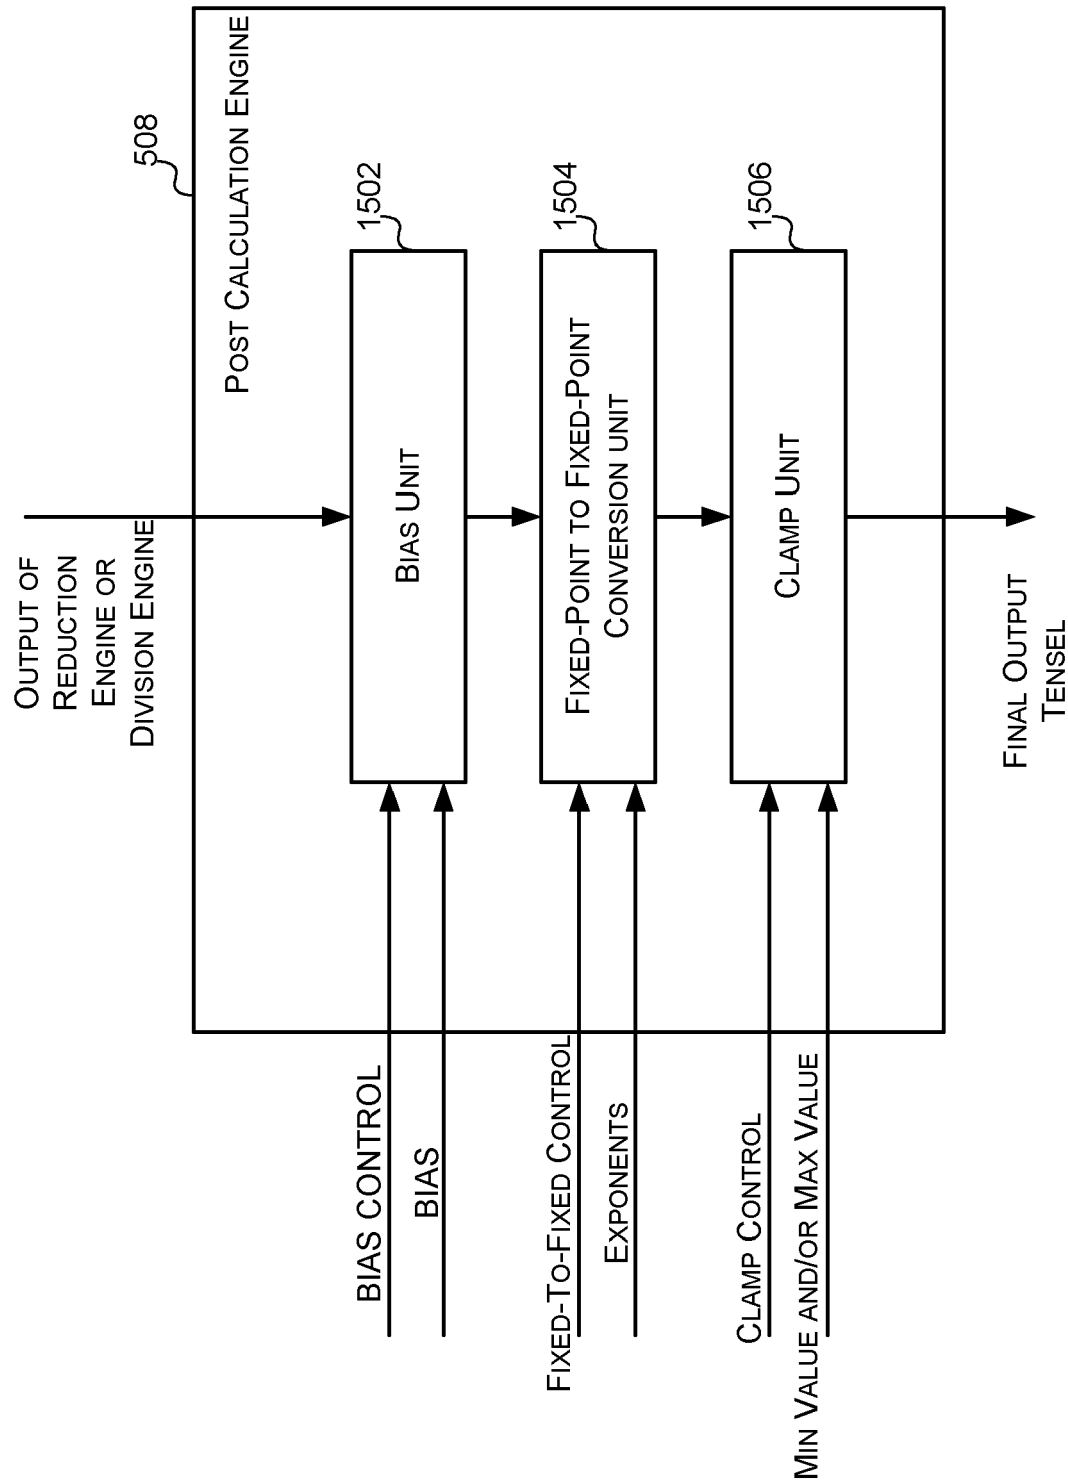 508
POST CALCULATION ENGINE
OUTPUT OF
REDUCTION
ENGINE OR
DIVISION ENGINE
1502
BIAS UNIT
BIAS CONTROL
BIAS
1504
FIXED-POINT TO FIXED-POINT
CONVERSION UNIT
FIXED-TO-FIXED CONTROL
EXPONENTS
1506
CLAMP UNIT
CLAMP CONTROL
MIN VALUE AND/OR MAX VALUE
FINAL OUTPUT
TENSEL